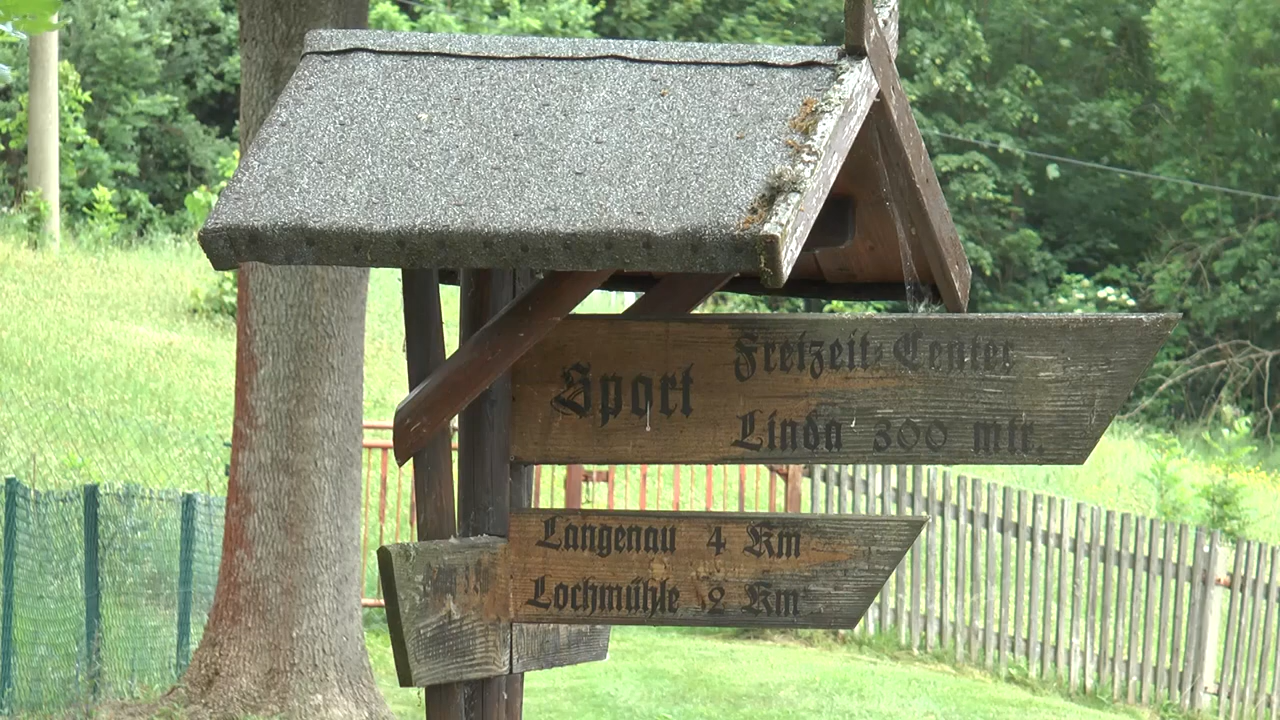 Sport
Freizeit-Center
Linda 300 mtr.
Langenau 4 Km
Lochmühle 2 Km